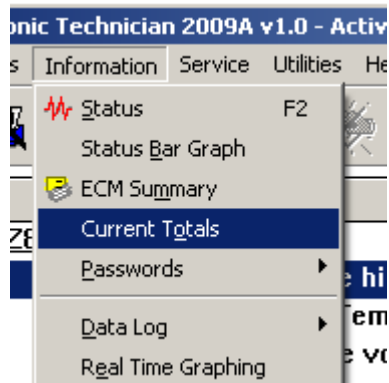 onic Technician 2009A v1.0 - Activ
s Information Service Utilities He
Status F2
Status Bar Graph
ECM Summary
Current Totals
Passwords
e hi
Data Log
Real Time Graphing